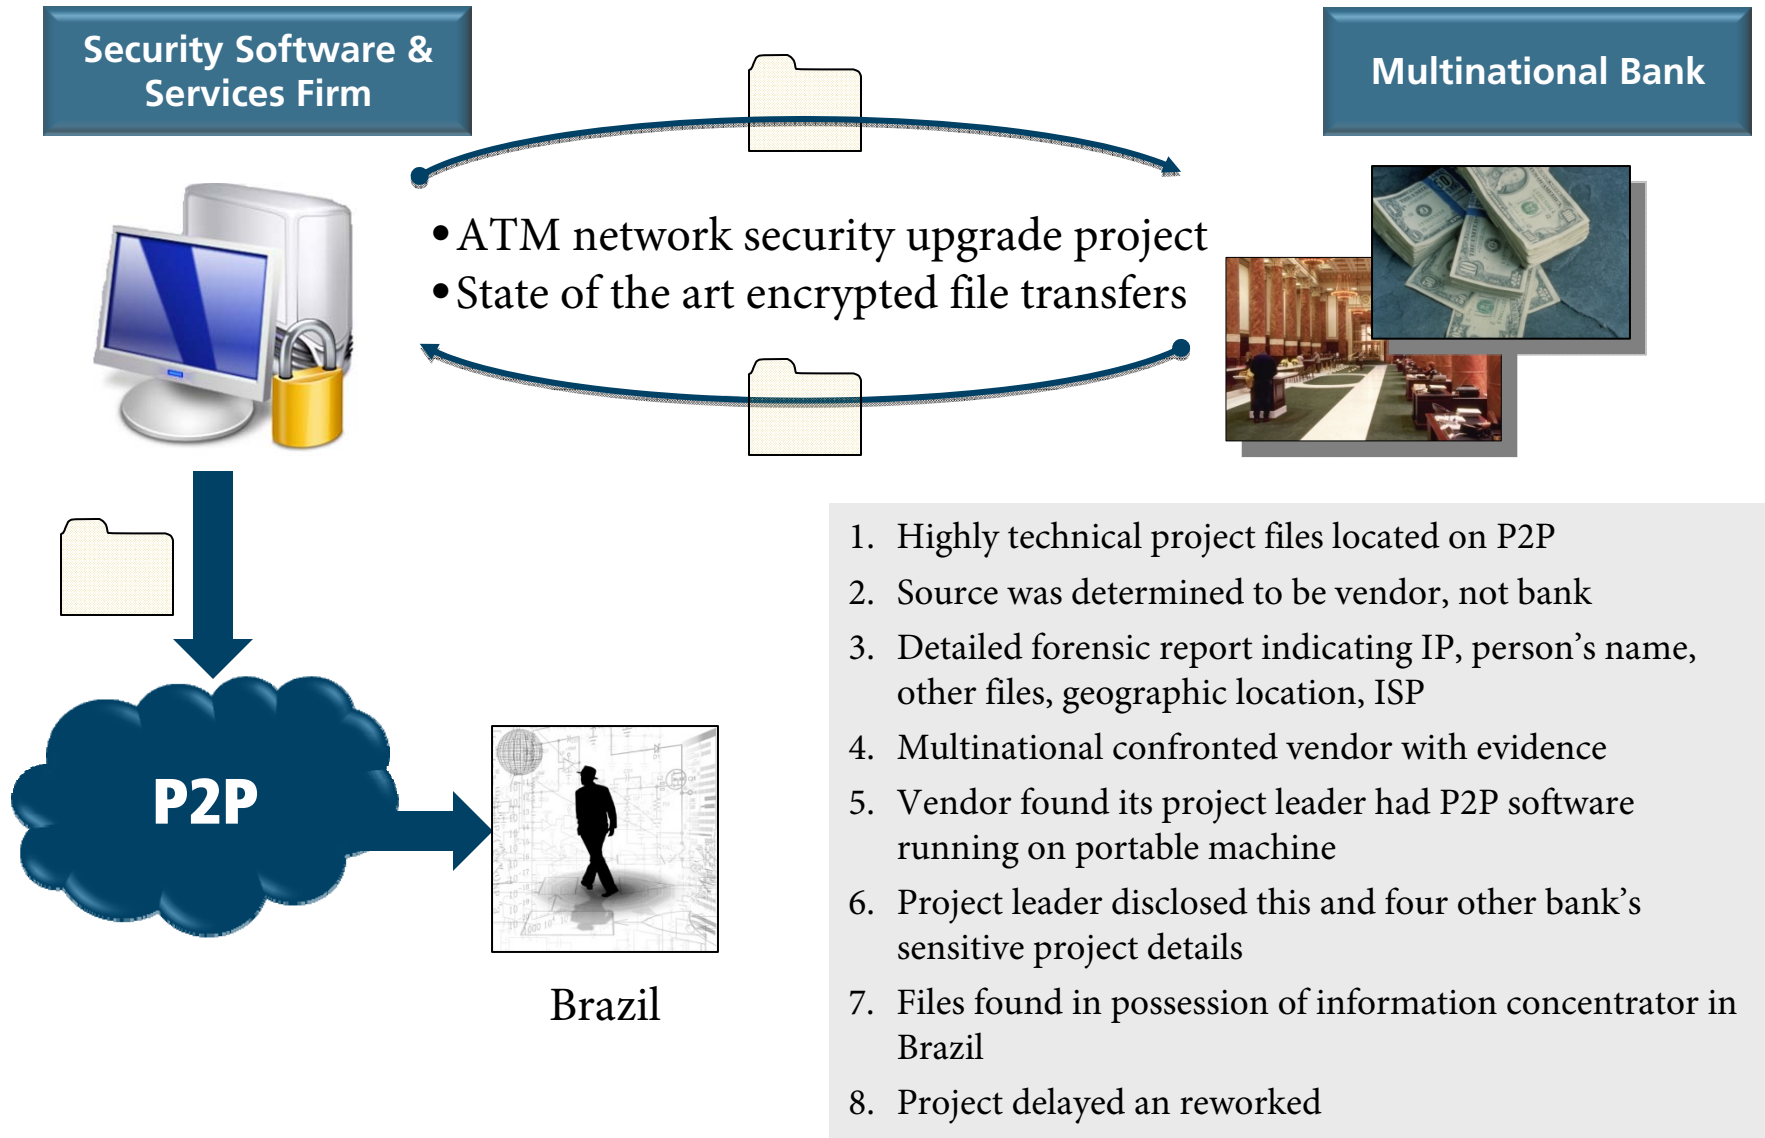 Security Software &
Services Firm
Multinational Bank
•ATM network security upgrade project
•State of the art encrypted file transfers
P2P
Brazil
1. Highly technical project files located on P2P
2. Source was determined to be vendor, not bank
3. Detailed forensic report indicating IP, person’s name,
other files, geographic location, ISP
4. Multinational confronted vendor with evidence
5. Vendor found its project leader had P2P software
running on portable machine
6. Project leader disclosed this and four other bank’s
sensitive project details
7. Files found in possession of information concentrator in
Brazil
8. Project delayed an reworked